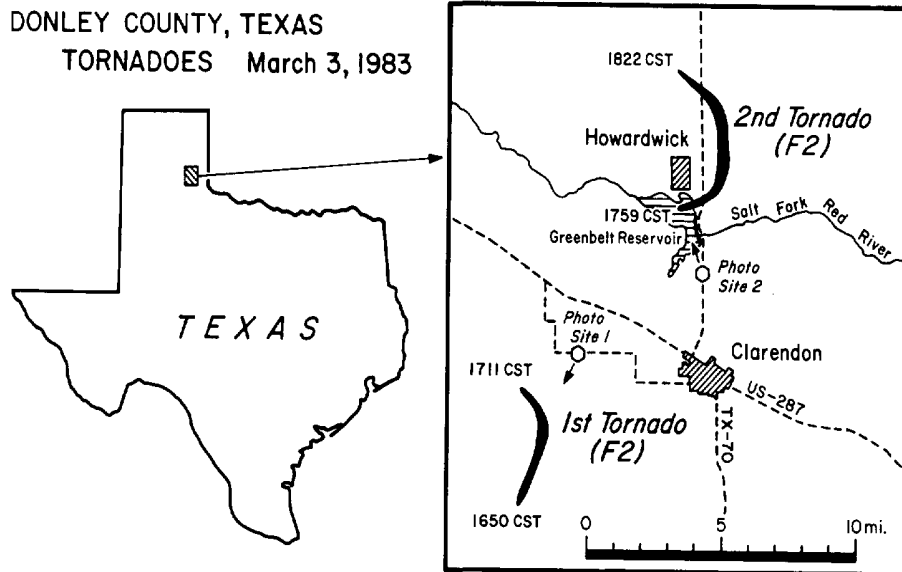 DONLEY COUNTY, TEXAS
TORNADOES March 3, 1983
TEXAS
1822 CST
2nd Tornado
(F2)
Howardwick
1759 CST
Salt Fork Red River
Greenbelt Reservoir
Photo
Site 2
Photo
Site 1
Clarendon
1711 CST
US-287
1st Tornado
(F2)
TX-70
1650 CST
0 5 10 mi.